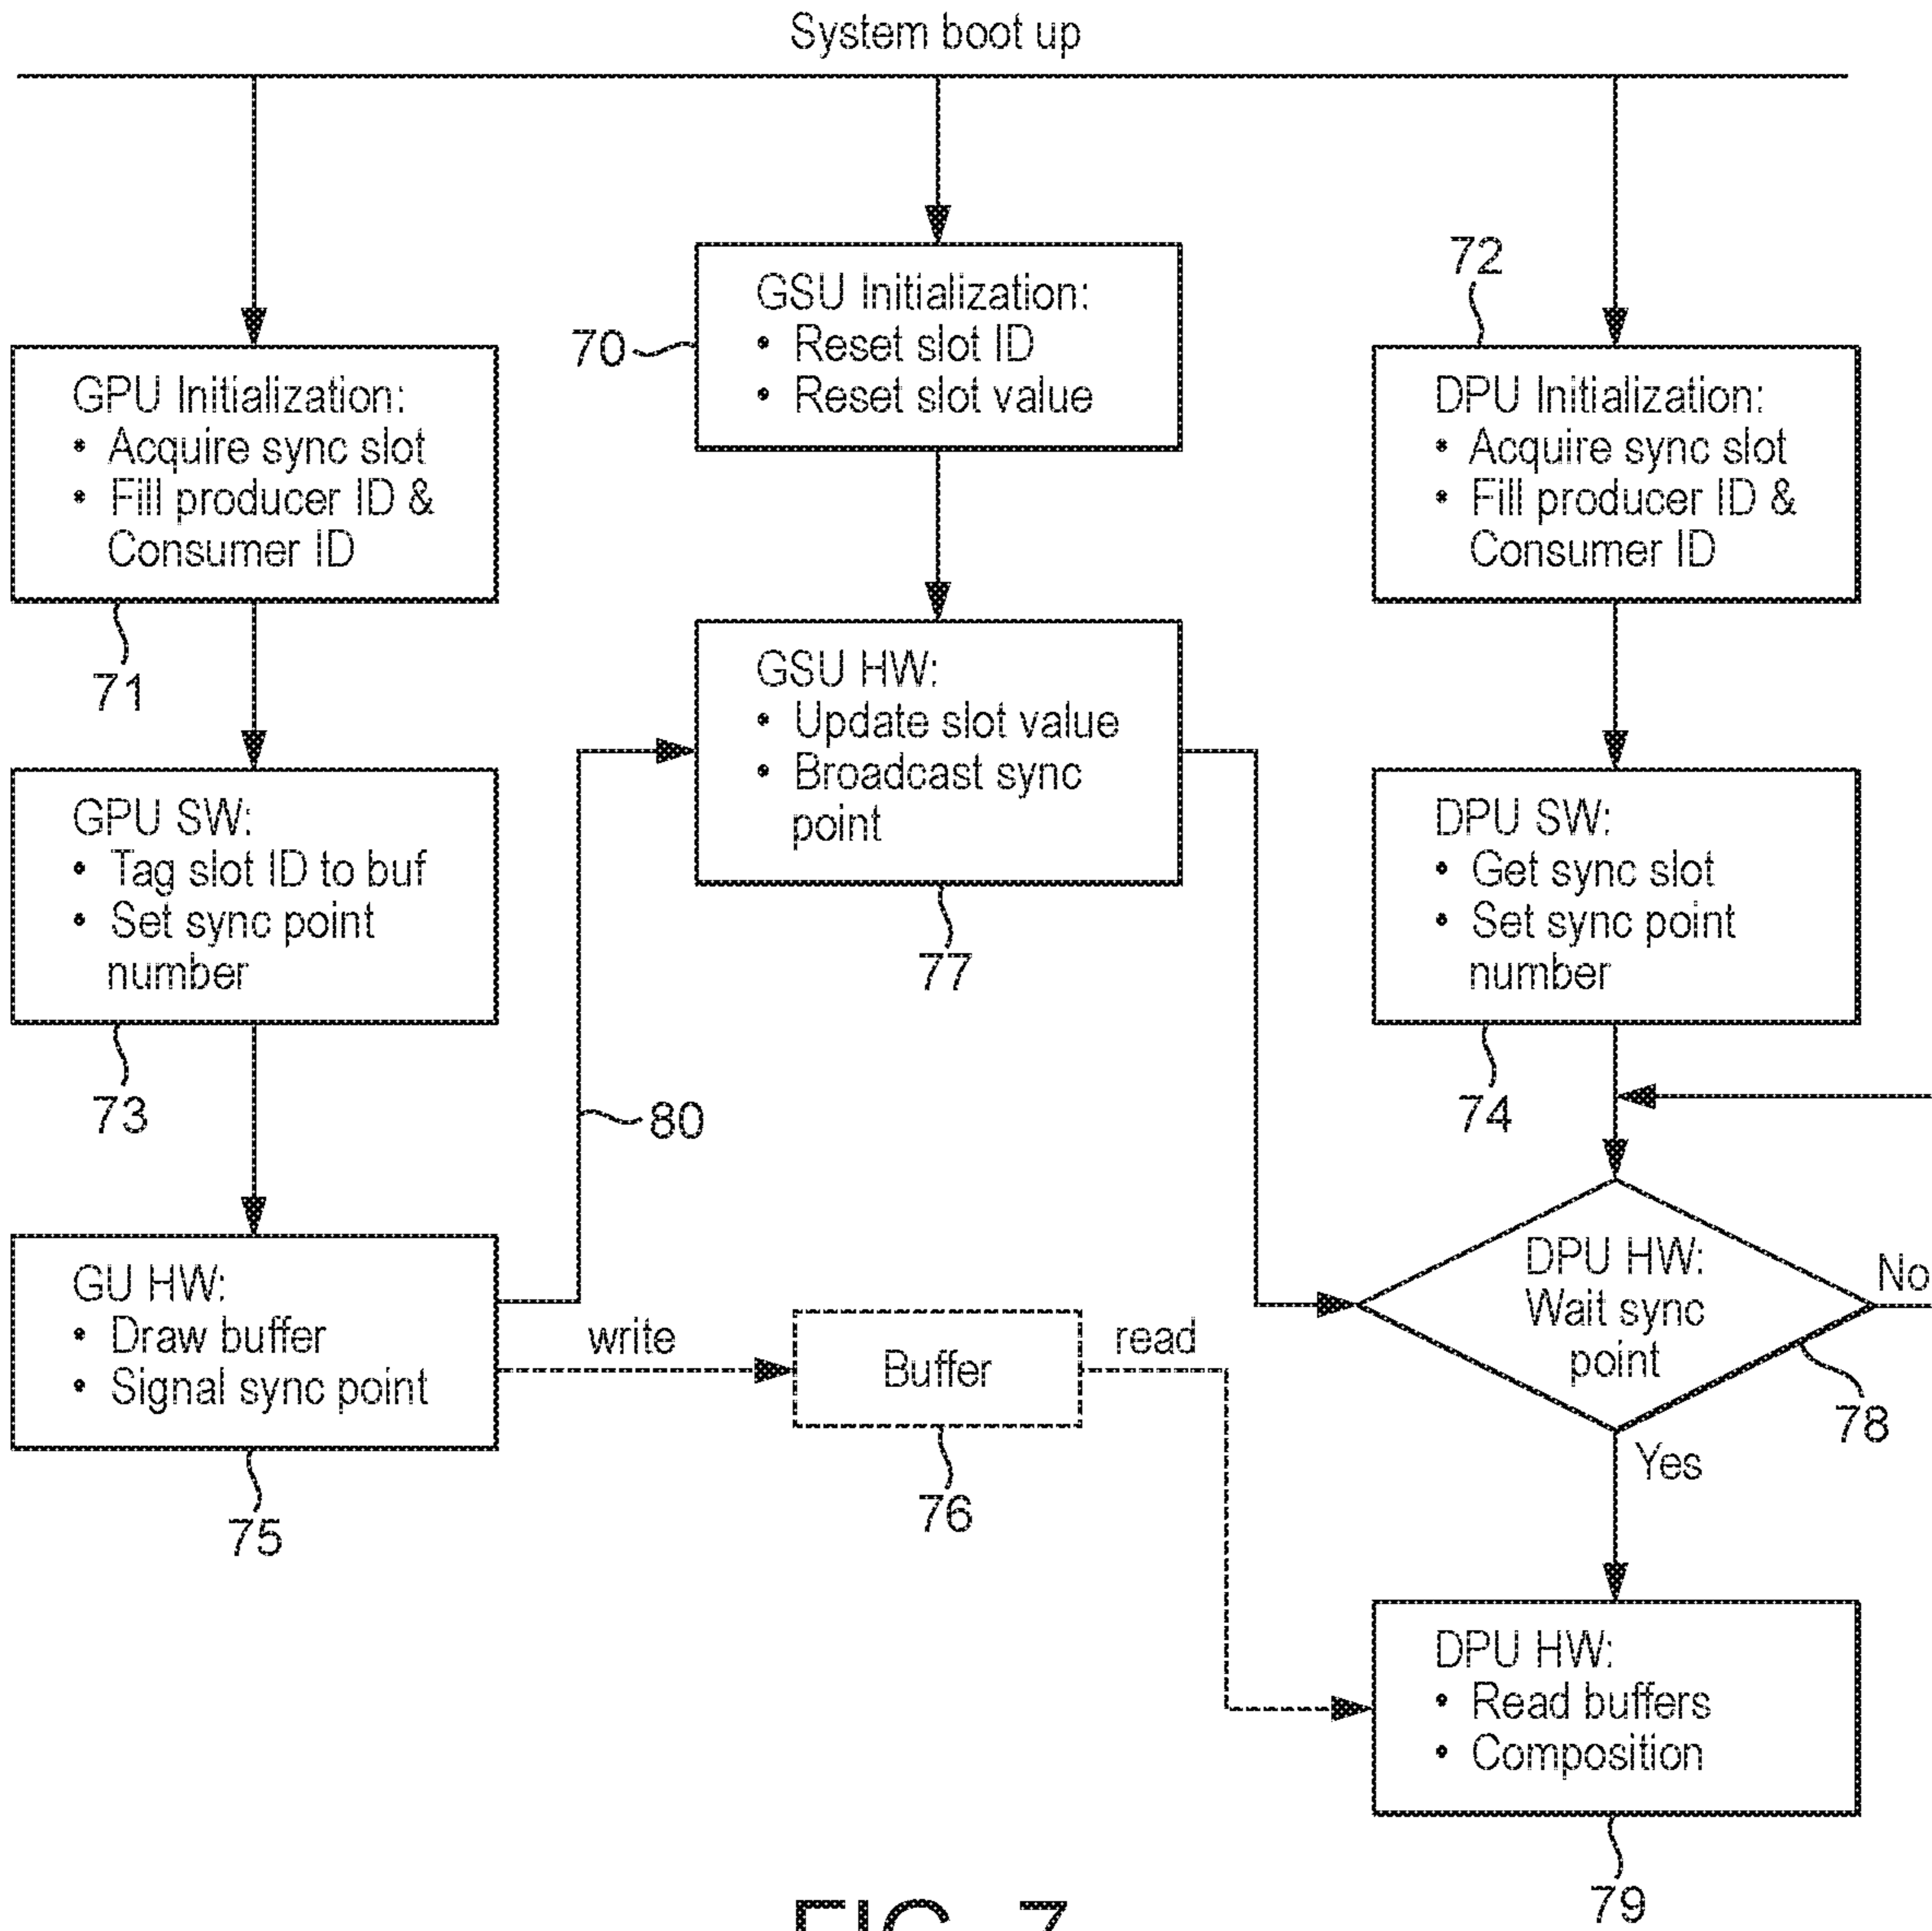 System boot up
GPU Initialization:
• Acquire sync slot
• Fill producer ID &
Consumer ID
71
GPU SW:
• Tag slot ID to buf
• Set sync point
number
73
GU HW:
• Draw buffer
• Signal sync point
75
80
write
GSU Initialization:
• Reset slot ID
• Reset slot value
70
GSU HW:
• Update slot value
• Broadcast sync
point
77
Buffer
76
read
72
DPU Initialization:
• Acquire sync slot
• Fill producer ID &
Consumer ID
DPU SW:
• Get sync slot
• Set sync point
number
74
DPU HW:
Wait sync
point
No
78
Yes
DPU HW:
• Read buffers
• Composition
79
FIG. 7